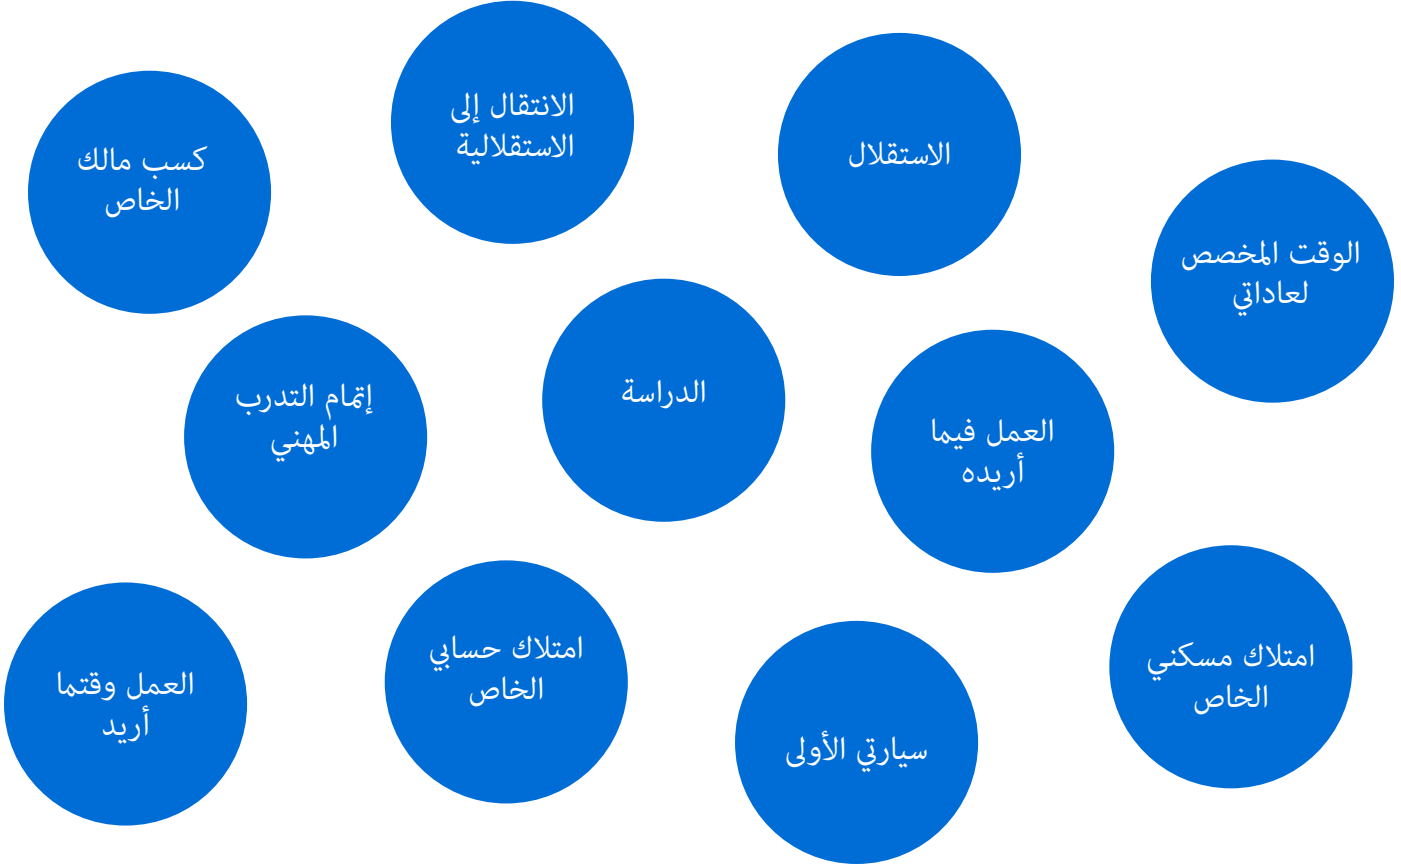 الانتقال إلى
الاستقلالية
الاستقلال
كسب مالك
الخاص
الوقت المخصص
لعاداتي
الدراسة
إتمام التدرب
المهني
العمل فيما
أريده
امتلاك مسكني
الخاص
امتلاك حسابي
الخاص
العمل وقتما
أريد
سيارتي الأولى